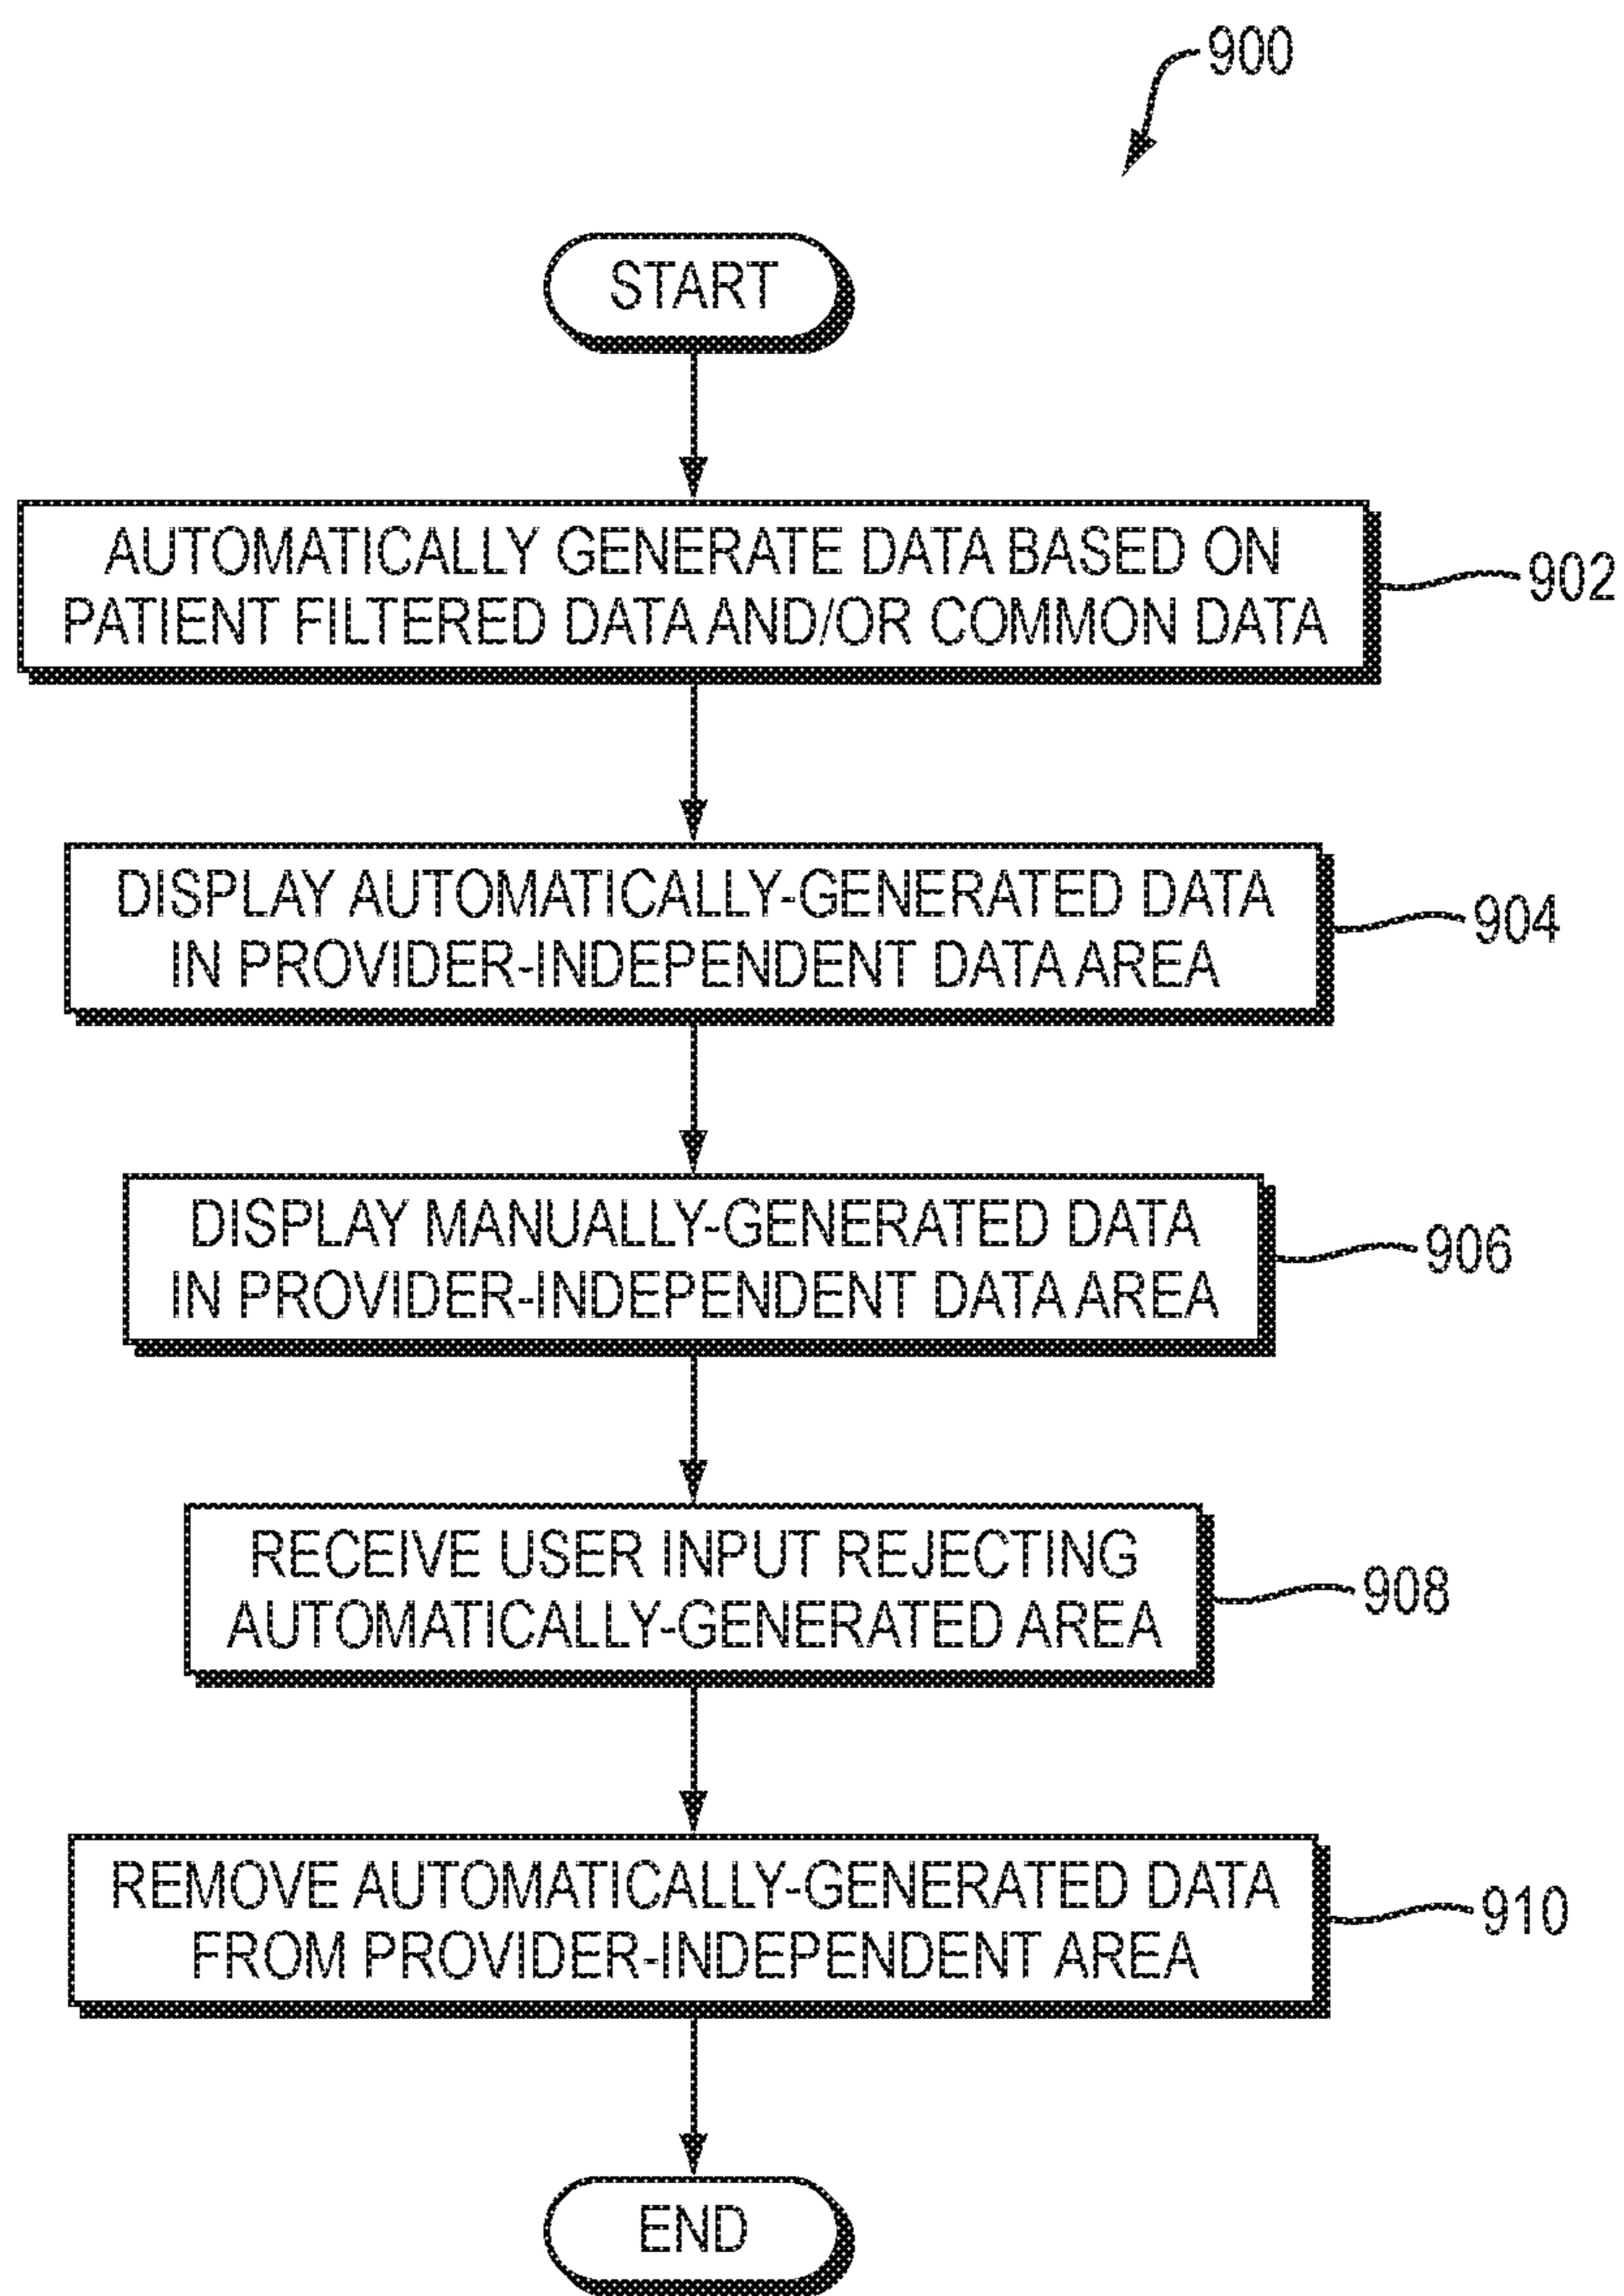 900
START
AUTOMATICALLY GENERATE DATA BASED ON
PATIENT FILTERED DATA AND/OR COMMON DATA
902
DISPLAY AUTOMATICALLY-GENERATED DATA
IN PROVIDER-INDEPENDENT DATA AREA
904
DISPLAY MANUALLY-GENERATED DATA
IN PROVIDER-INDEPENDENT DATA AREA
906
RECEIVE USER INPUT REJECTING
AUTOMATICALLY-GENERATED AREA
908
REMOVE AUTOMATICALLY-GENERATED DATA
FROM PROVIDER-INDEPENDENT AREA
910
END